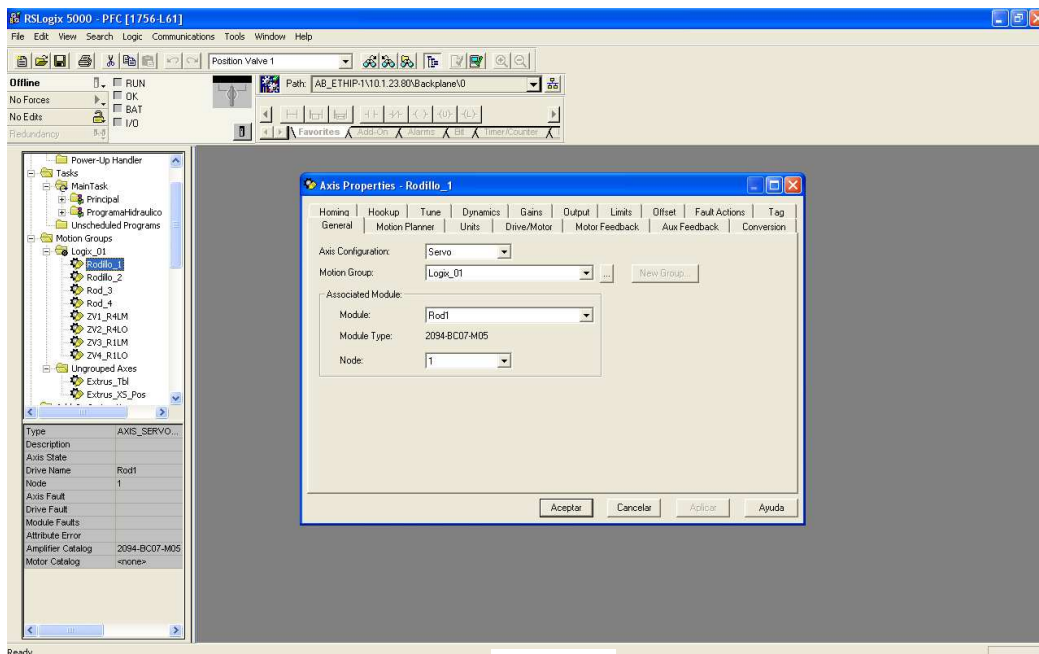 RSLogix 5000 - PFC [1756-L61]
File Edit View Search Logic Communications Tools Window Help
Position Valve 1
Offline
RUN
Path: AB_ETHIP-1\10.1.23.80\Backplane\0
No Forces
OK
BAT
No Edits
I/O
Redundancy
Favorites Add-On Alarms Bit Timer/Counter
Power-Up Handler
Tasks
MainTask
Principal
ProgramaHidraulico
Unscheduled Programs
Motion Groups
Logix_01
Rodillo_1
Rodillo_2
Rod_3
Rod_4
ZV1_R4LM
ZV2_R4LO
ZV3_R1LM
ZV4_R1LO
Ungrouped Axes
Extrus_Tbl
Extrus_XS_Pos
Type AXIS_SERVO...
Description
Axis State
Drive Name Rod1
Node 1
Axis Fault
Drive Fault
Module Faults
Attribute Error
Amplifier Catalog 2094-BC07-M05
Motor Catalog <none>
Axis Properties - Rodillo_1
Homing Hookup Tune Dynamics Gains Output Limits Offset Fault Actions Tag
General Motion Planner Units Drive/Motor Motor Feedback Aux Feedback Conversion
Axis Configuration: Servo
Motion Group: Logix_01 ... New Group...
Associated Module:
Module: Rod1
Module Type: 2094-BC07-M05
Node: 1
Aceptar Cancelar Aplicar Ayuda
Ready